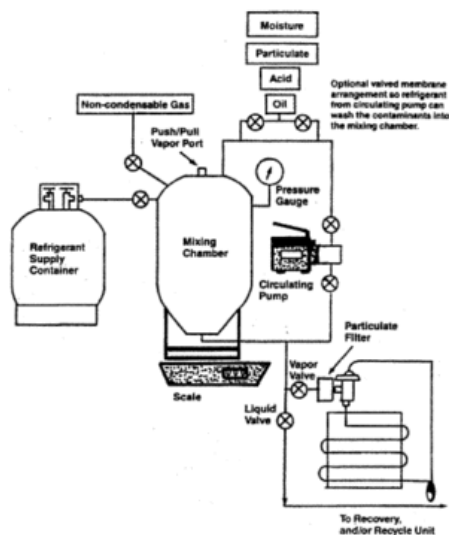 Moisture
Particulate
Acid
Oil
Optional valved membrane
arrangement so refrigerant
from circulating pump can
wash the contaminants into
the mixing chamber.
Non-condensable Gas
Push/Pull
Vapor Port
Pressure
Gauge
Refrigerant
Supply
Container
Mixing
Chamber
Circulating
Pump
Particulate
Filter
Vapor
Valve
Scale
Liquid
Valve
To Recovery,
and/or Recycle Unit